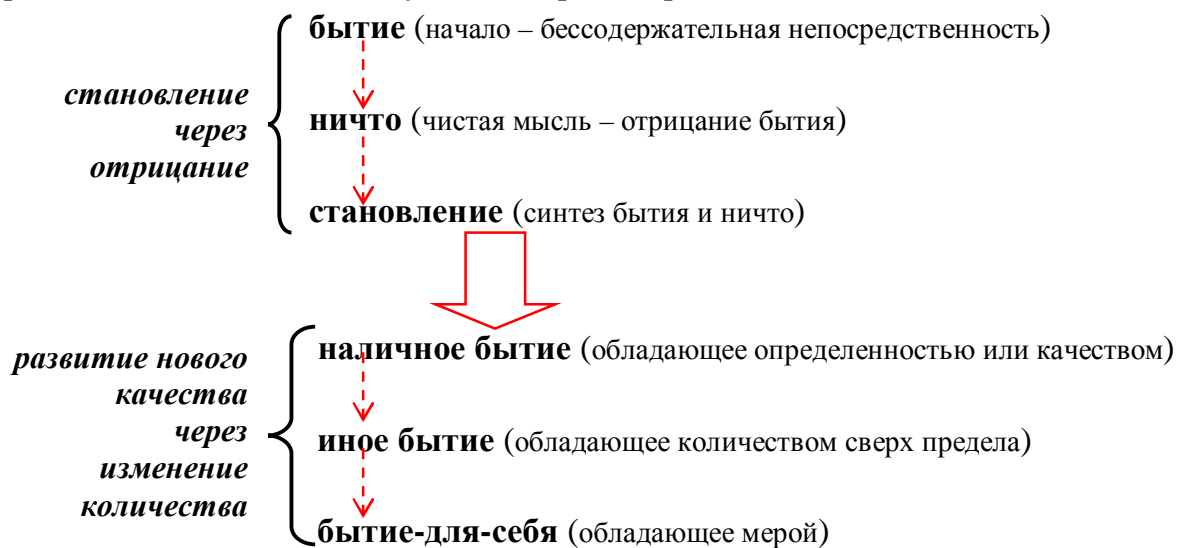 бытие (начало – бессодержательная непосредственность)
становление
через
отрицание
ничто (чистая мысль – отрицание бытия)
становление (синтез бытия и ничто)
наличное бытие (обладающее определенностью или качеством)
развитие нового
качества
через
изменение
количества
иное бытие (обладающее количеством сверх предела)
бытие-для-себя (обладающее мерой)